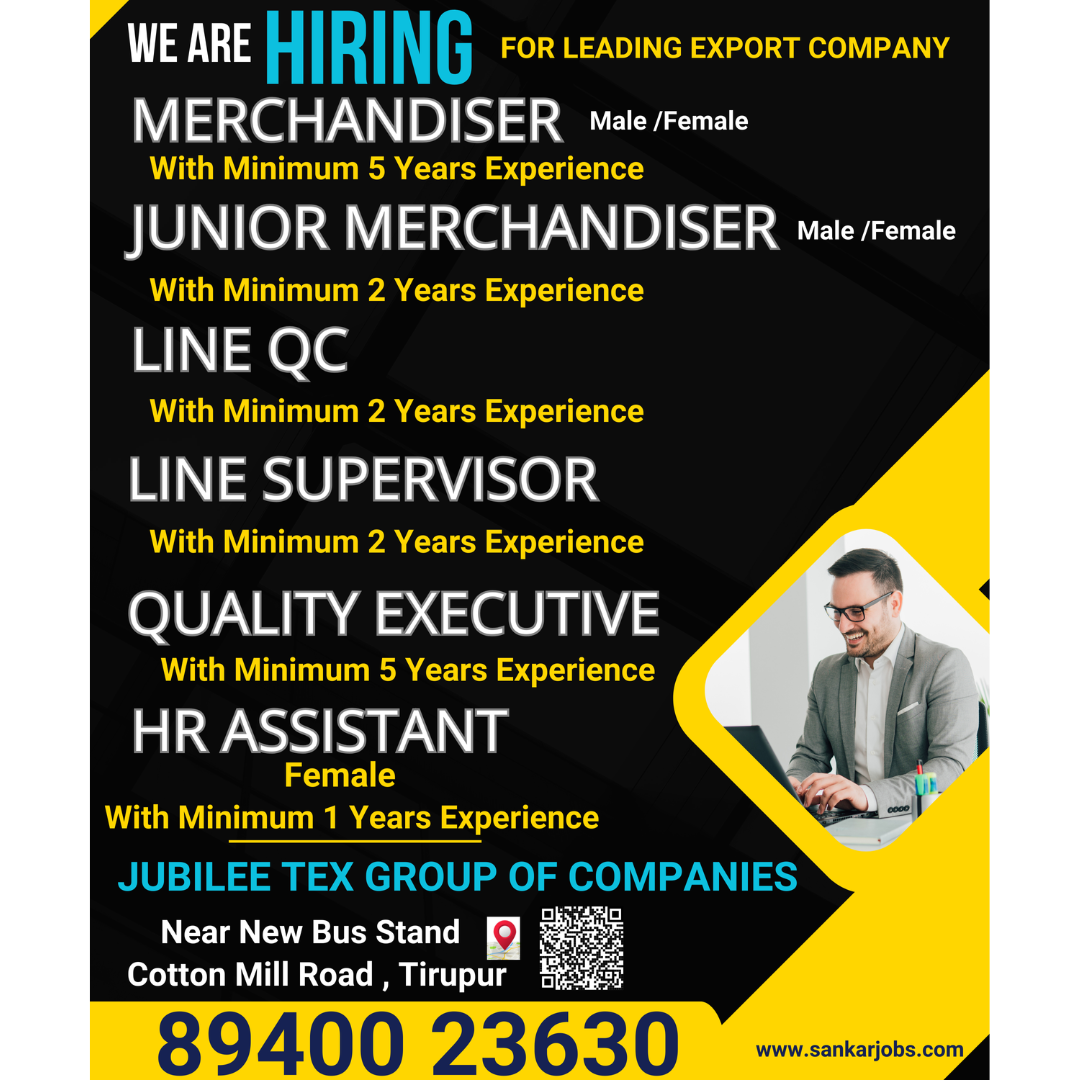 WE ARE HIRING FOR LEADING EXPORT COMPANY
MERCHANDISER Male /Female
With Minimum 5 Years Experience
JUNIOR MERCHANDISER Male /Female
With Minimum 2 Years Experience
LINE QC
With Minimum 2 Years Experience
LINE SUPERVISOR
With Minimum 2 Years Experience
QUALITY EXECUTIVE
With Minimum 5 Years Experience
HR ASSISTANT
Female
With Minimum 1 Years Experience
JUBILEE TEX GROUP OF COMPANIES
Near New Bus Stand
Cotton Mill Road , Tirupur
89400 23630
www.sankarjobs.com